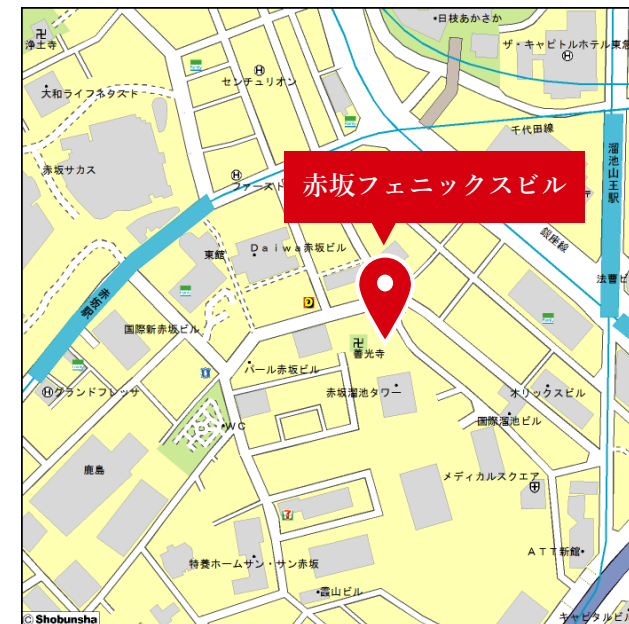 日枝あかさか
浄土寺
ザ・キャピトルホテル東急
センチュリオン
大和ライフネクスト
千代田線
溜池山王駅
赤坂サカス
ファースト
赤坂フェニックスビル
銀座線
東館
Ｄａｉｗａ赤坂ビル
法曹ビ
赤坂駅
国際新赤坂ビル
善光寺
パール赤坂ビル
グランドフレッサ
赤坂溜池タワー
オリックスビル
WC
国際溜池ビル
鹿島
メディカルスクエア
ＡＴＴ新館
特養ホームサン・サン赤坂
霞山ビル
キャピタルビル
© Shobunsha